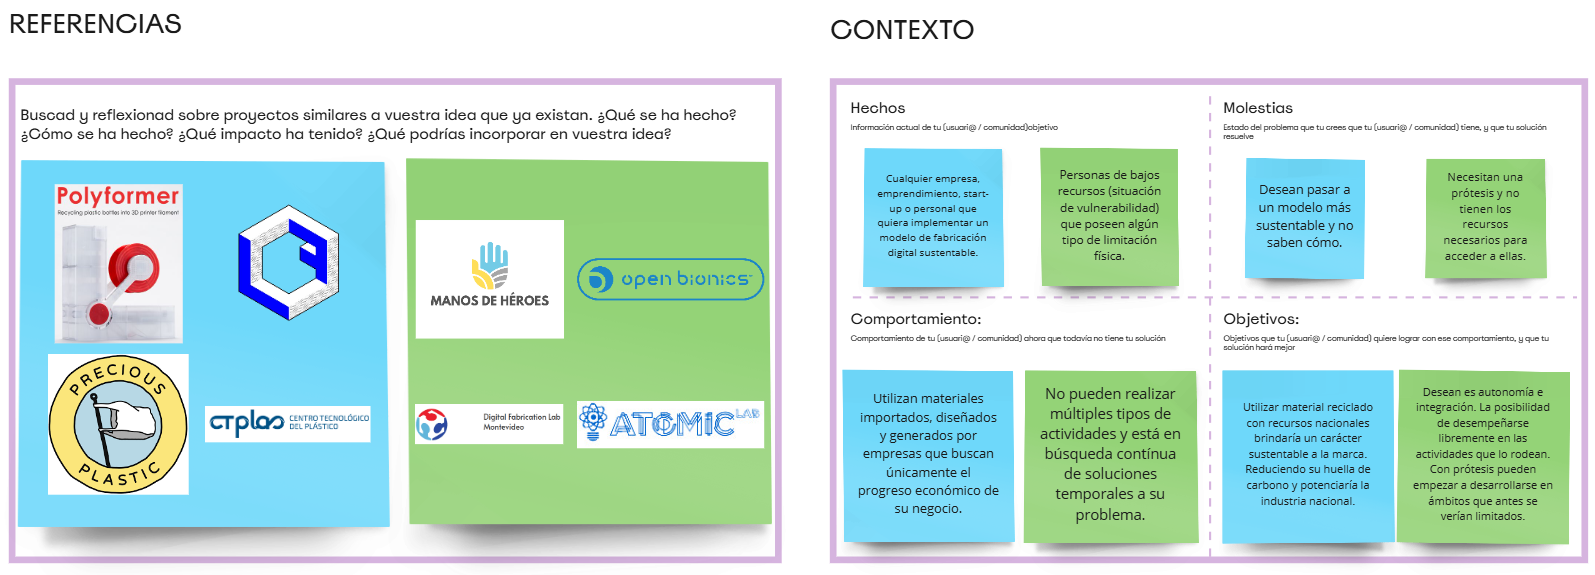 REFERENCIAS
Buscad y reflexionad sobre proyectos similares a vuestra idea que ya existan. ¿Qué se ha hecho?
¿Cómo se ha hecho? ¿Qué impacto ha tenido? ¿Qué podrías incorporar en vuestra idea?
Polyformer
Recycling plastic bottles into 3D printer filament
PRECIOUS
PLASTIC
CTplas
CENTRO TECNOLÓGICO
DEL PLÁSTICO
MANOS DE HÉROES
open bionics
Digital Fabrication Lab
Montevideo
ATOMIC LAB
CONTEXTO
Hechos
Información actual de tu (usuari@ / comunidad)objetivo
Cualquier empresa,
emprendimiento, start-
up o personal que
quiera implementar un
modelo de fabricación
digital sustentable.
Personas de bajos
recursos (situación
de vulnerabilidad)
que poseen algún
tipo de limitación
física.
Molestias
Estado del problema que tu crees que tu (usuari@ / comunidad) tiene, y que tu solución
resuelve
Desean pasar a
un modelo más
sustentable y no
saben cómo.
Necesitan una
prótesis y no
tienen los
recursos
necesarios para
acceder a ellas.
Comportamiento:
Comportamiento de tu (usuari@ / comunidad) ahora que todavía no tiene tu solución
Utilizan materiales
importados, diseñados
y generados por
empresas que buscan
únicamente el
progreso económico de
su negocio.
No pueden realizar
múltiples tipos de
actividades y está en
búsqueda contínua
de soluciones
temporales a su
problema.
Objetivos:
Objetivos que tu (usuari@ / comunidad) quiere lograr con ese comportamiento, y que tu
solución hará mejor
Utilizar material reciclado
con recursos nacionales
brindaría un carácter
sustentable a la marca.
Reduciendo su huella de
carbono y potenciaría la
industria nacional.
Desean es autonomía e
integración. La posibilidad
de desempeñarse
libremente en las
actividades que lo rodean.
Con prótesis pueden
empezar a desarrollarse en
ámbitos que antes se
verían limitados.